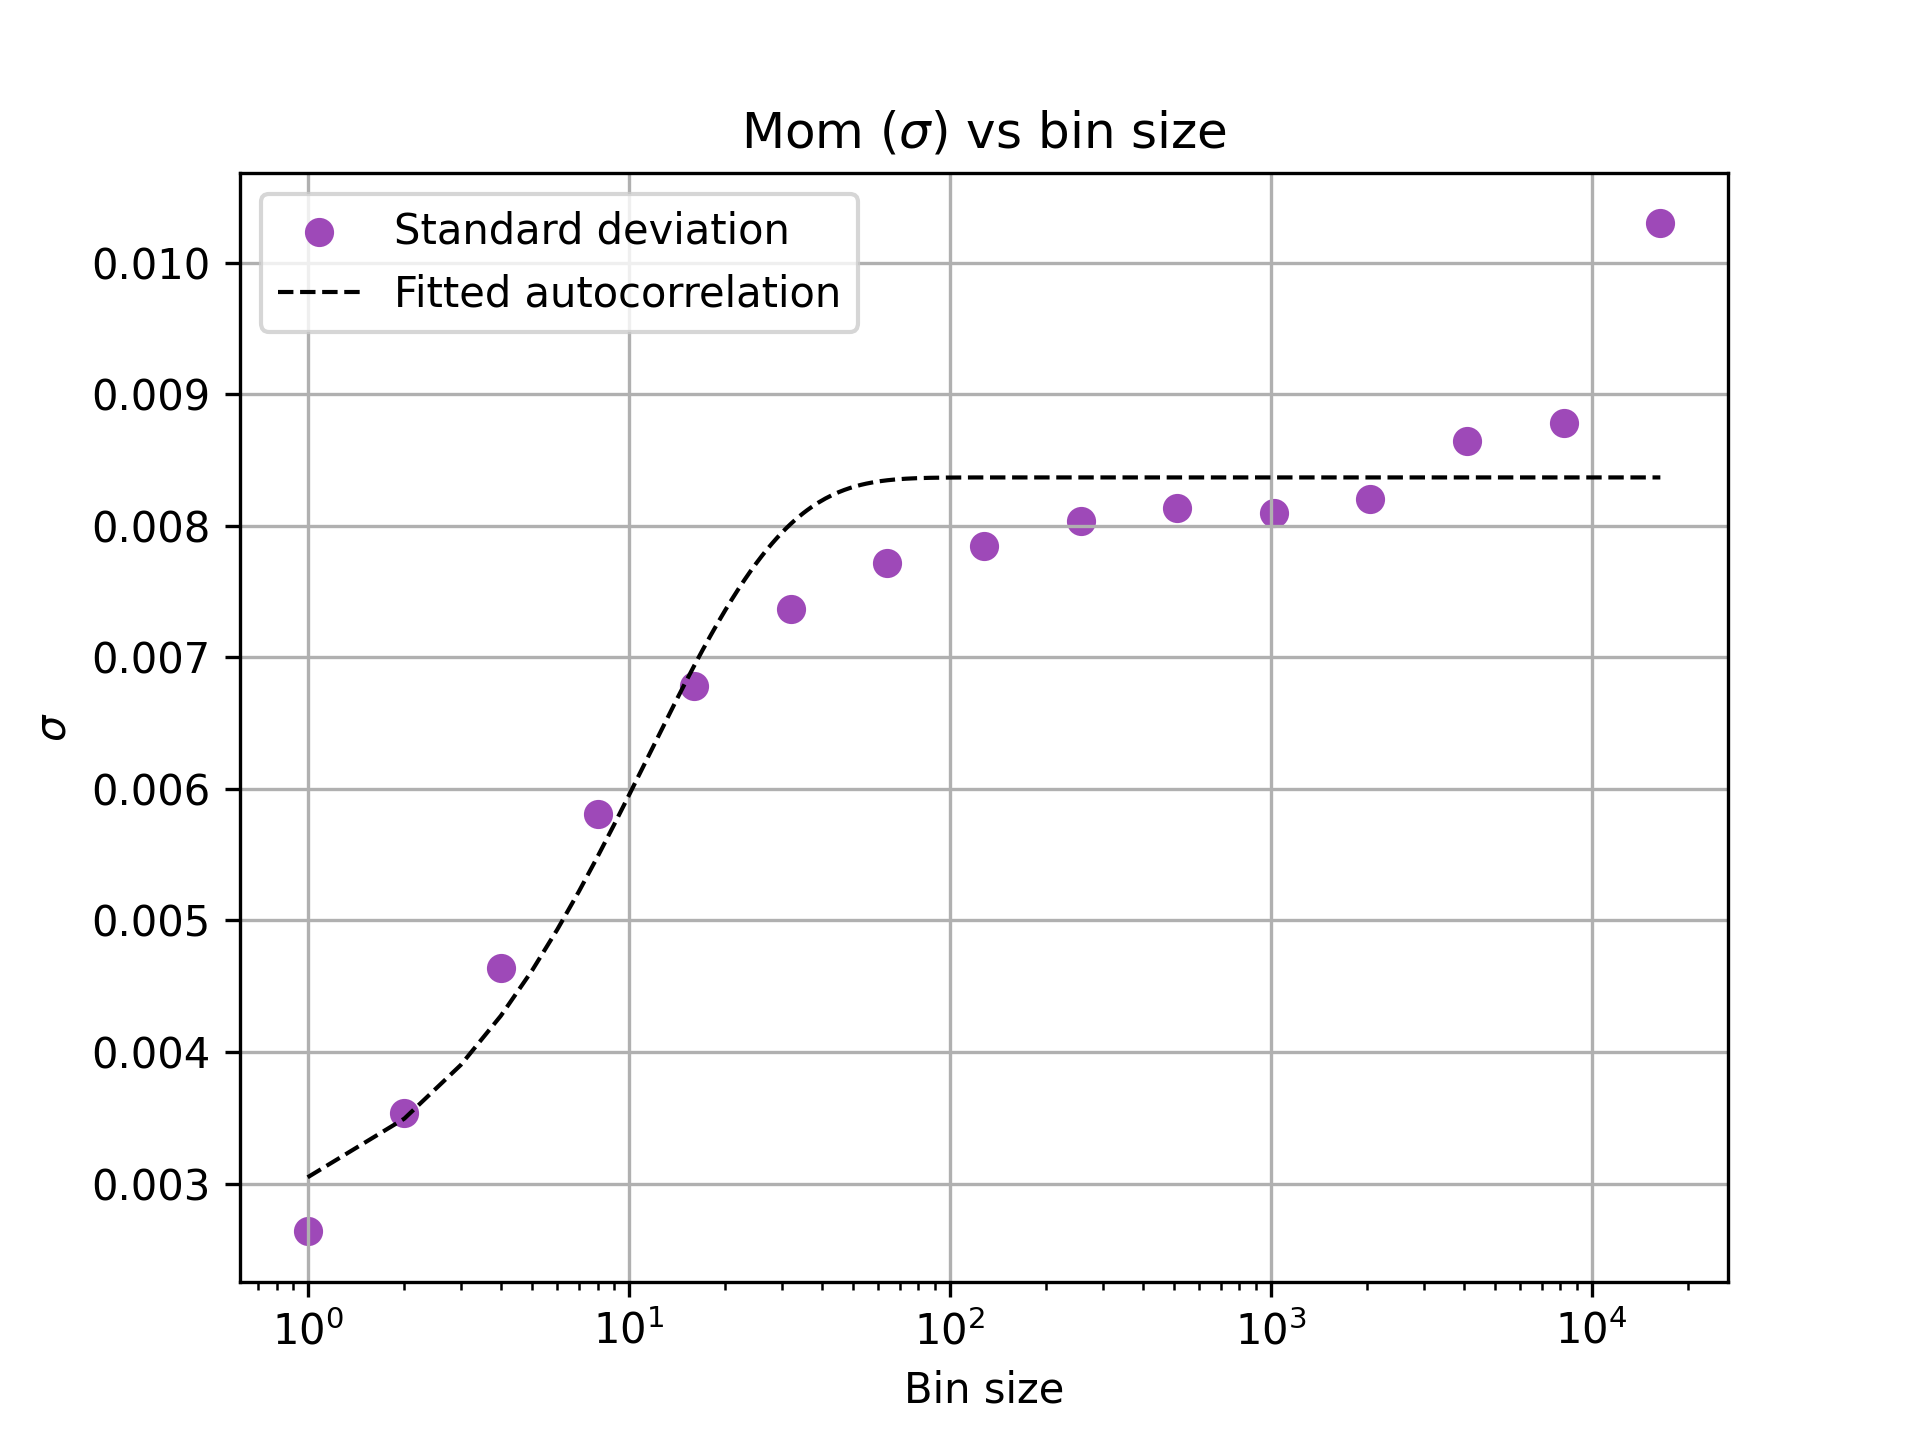 Mom (σ) vs bin size
Standard deviation
Fitted autocorrelation
0.010
0.009
0.008
0.007
0.006
0.005
0.004
0.003
σ
10⁰ 10¹ 10² 10³ 10⁴
Bin size